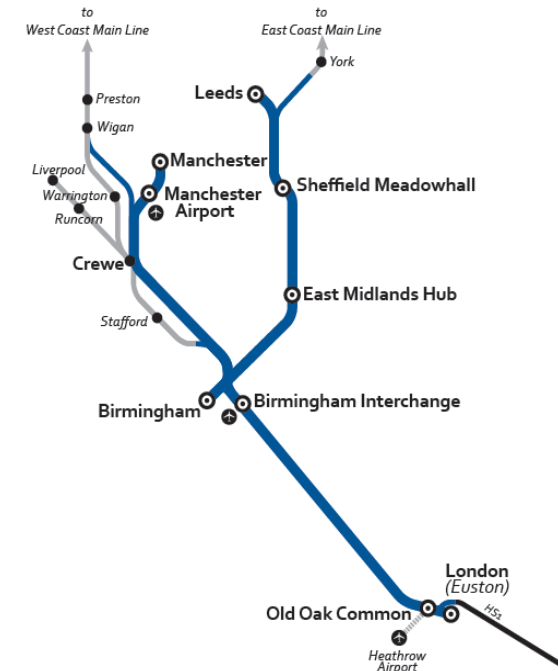 to
West Coast Main Line
to
East Coast Main Line
York
Preston
Leeds
Wigan
Manchester
Liverpool
Sheffield Meadowhall
Warrington
Manchester
Airport
Runcorn
Crewe
East Midlands Hub
Stafford
Birmingham Interchange
Birmingham
London
(Euston)
HS1
Old Oak Common
Heathrow
Airport